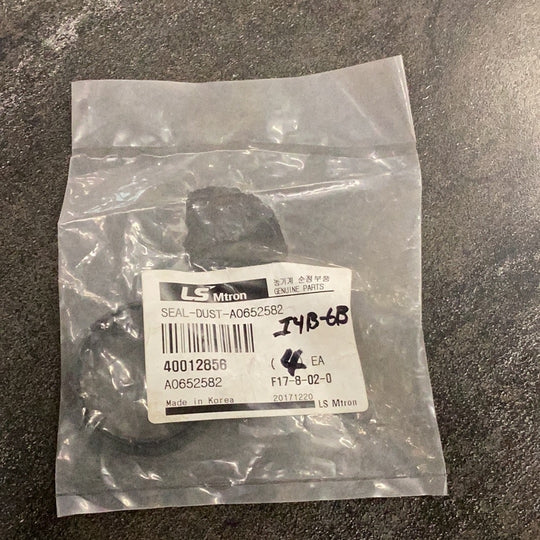 LS Mtron
농기계 순정부품
GENUINE PARTS
SEAL-DUST-A0652582
I4B-6B
40012856
( 4 EA
A0652582
F17-8-02-0
Made in Korea
20171220
LS Mtron